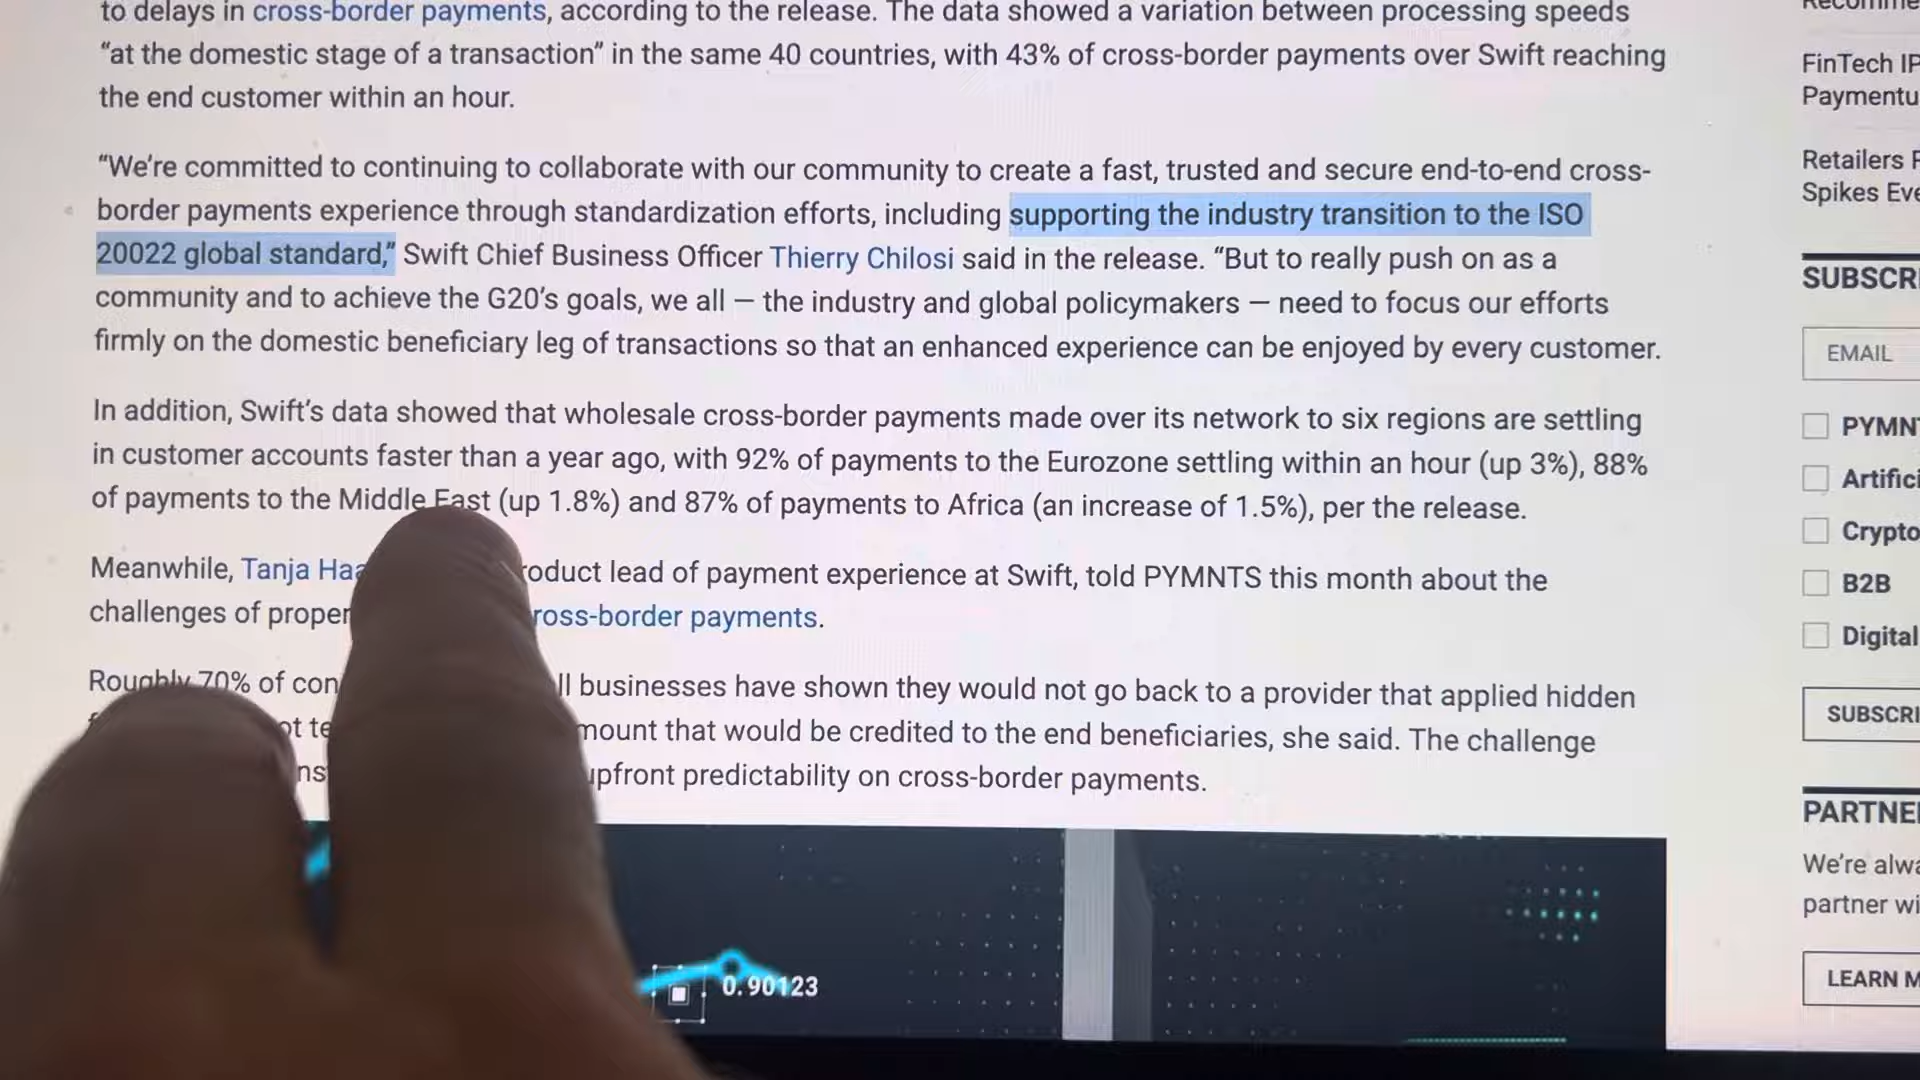 to delays in cross-border payments, according to the release. The data showed a variation between processing speeds
“at the domestic stage of a transaction” in the same 40 countries, with 43% of cross-border payments over Swift reaching
the end customer within an hour.
“We’re committed to continuing to collaborate with our community to create a fast, trusted and secure end-to-end cross-
border payments experience through standardization efforts, including supporting the industry transition to the ISO
20022 global standard,” Swift Chief Business Officer Thierry Chilosi said in the release. “But to really push on as a
community and to achieve the G20’s goals, we all — the industry and global policymakers — need to focus our efforts
firmly on the domestic beneficiary leg of transactions so that an enhanced experience can be enjoyed by every customer.
In addition, Swift’s data showed that wholesale cross-border payments made over its network to six regions are settling
in customer accounts faster than a year ago, with 92% of payments to the Eurozone settling within an hour (up 3%), 88%
of payments to the Middle East (up 1.8%) and 87% of payments to Africa (an increase of 1.5%), per the release.
Meanwhile, Tanja Haa oduct lead of payment experience at Swift, told PYMNTS this month about the
challenges of proper ross-border payments.
Roughly 70% of con ll businesses have shown they would not go back to a provider that applied hidden
ot te mount that would be credited to the end beneficiaries, she said. The challenge
ns upfront predictability on cross-border payments.
0.90123
FinTech IP
Paymentu
Retailers
Spikes Eve
SUBSCRI
EMAIL
PYMNT
Artifici
Crypto
B2B
Digital
SUBSCRI
PARTNE
We’re alwa
partner wi
LEARN M